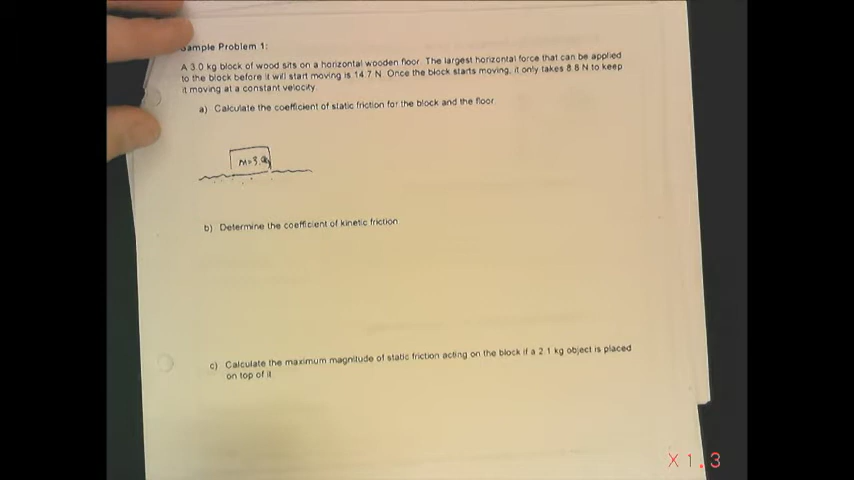 Sample Problem 1:
A 3.0 kg block of wood sits on a horizontal wooden floor. The largest horizontal force that can be applied
to the block before it will start moving is 14.7 N. Once the block starts moving, it only takes 8.8 N to keep
it moving at a constant velocity.
a) Calculate the coefficient of static friction for the block and the floor.
m=3.0
b) Determine the coefficient of kinetic friction
c) Calculate the maximum magnitude of static friction acting on the block if a 2.1 kg object is placed
on top of it
X 1.3